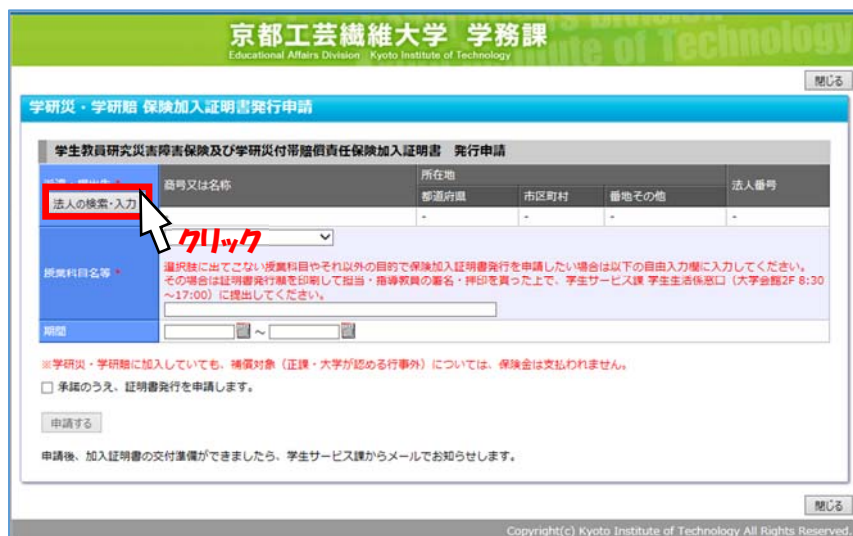 京都工芸繊維大学 学務課
Educational Affairs Division Kyoto Institute of Technology
閉じる
学研災・学研賠 保険加入証明書発行申請
学生教員研究災害障害保険及び学研災付帯賠償責任保険加入証明書 発行申請
商号又は名称
所在地
法人番号
都道府県
市区町村
番地その他
法人の検索・入力
-
-
-
-
クリック
授業科目名等 *
選択肢に出てこない授業科目やそれ以外の目的で保険加入証明書発行を申請したい場合は以下の自由入力欄に入力してください。
その場合は証明書発行願を印刷して担当・指導教員の署名・押印を貰った上で、学生サービス課 学生生活係窓口（大学会館2F 8:30
～17:00）に提出してください。
期間
～
※学研災・学研賠に加入していても、補償対象（正課・大学が認める行事外）については、保険金は支払われません。
承諾のうえ、証明書発行を申請します。
申請する
申請後、加入証明書の交付準備ができましたら、学生サービス課からメールでお知らせします。
閉じる
Copyright(c) Kyoto Institute of Technology All Rights Reserved.